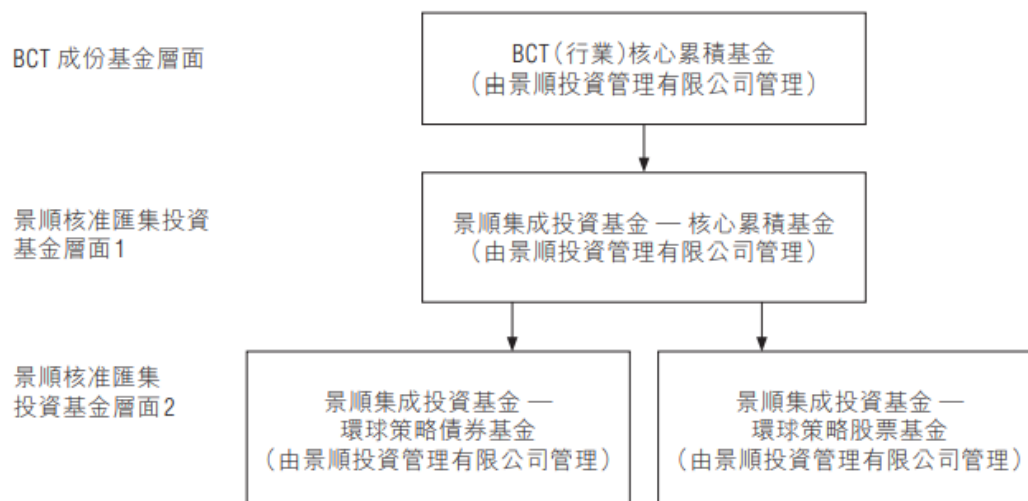 BCT 成份基金層面
BCT（行業）核心累積基金
（由景順投資管理有限公司管理）
景順核准匯集投資
基金層面1
景順集成投資基金 — 核心累積基金
（由景順投資管理有限公司管理）
景順核准匯集
投資基金層面2
景順集成投資基金 —
環球策略債券基金
（由景順投資管理有限公司管理）
景順集成投資基金 —
環球策略股票基金
（由景順投資管理有限公司管理）